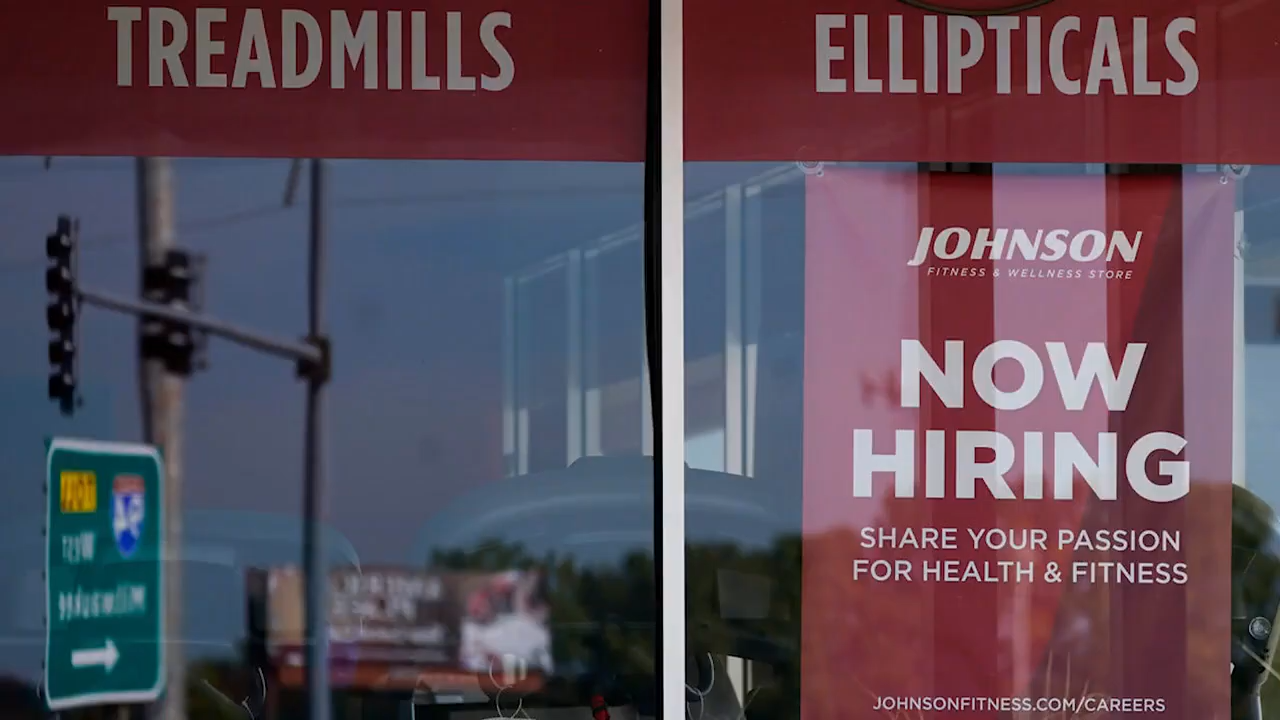 TREADMILLS
ELLIPTICALS
JOHNSON
FITNESS & WELLNESS STORE
NOW
HIRING
SHARE YOUR PASSION
FOR HEALTH & FITNESS
JOHNSONFITNESS.COM/CAREERS